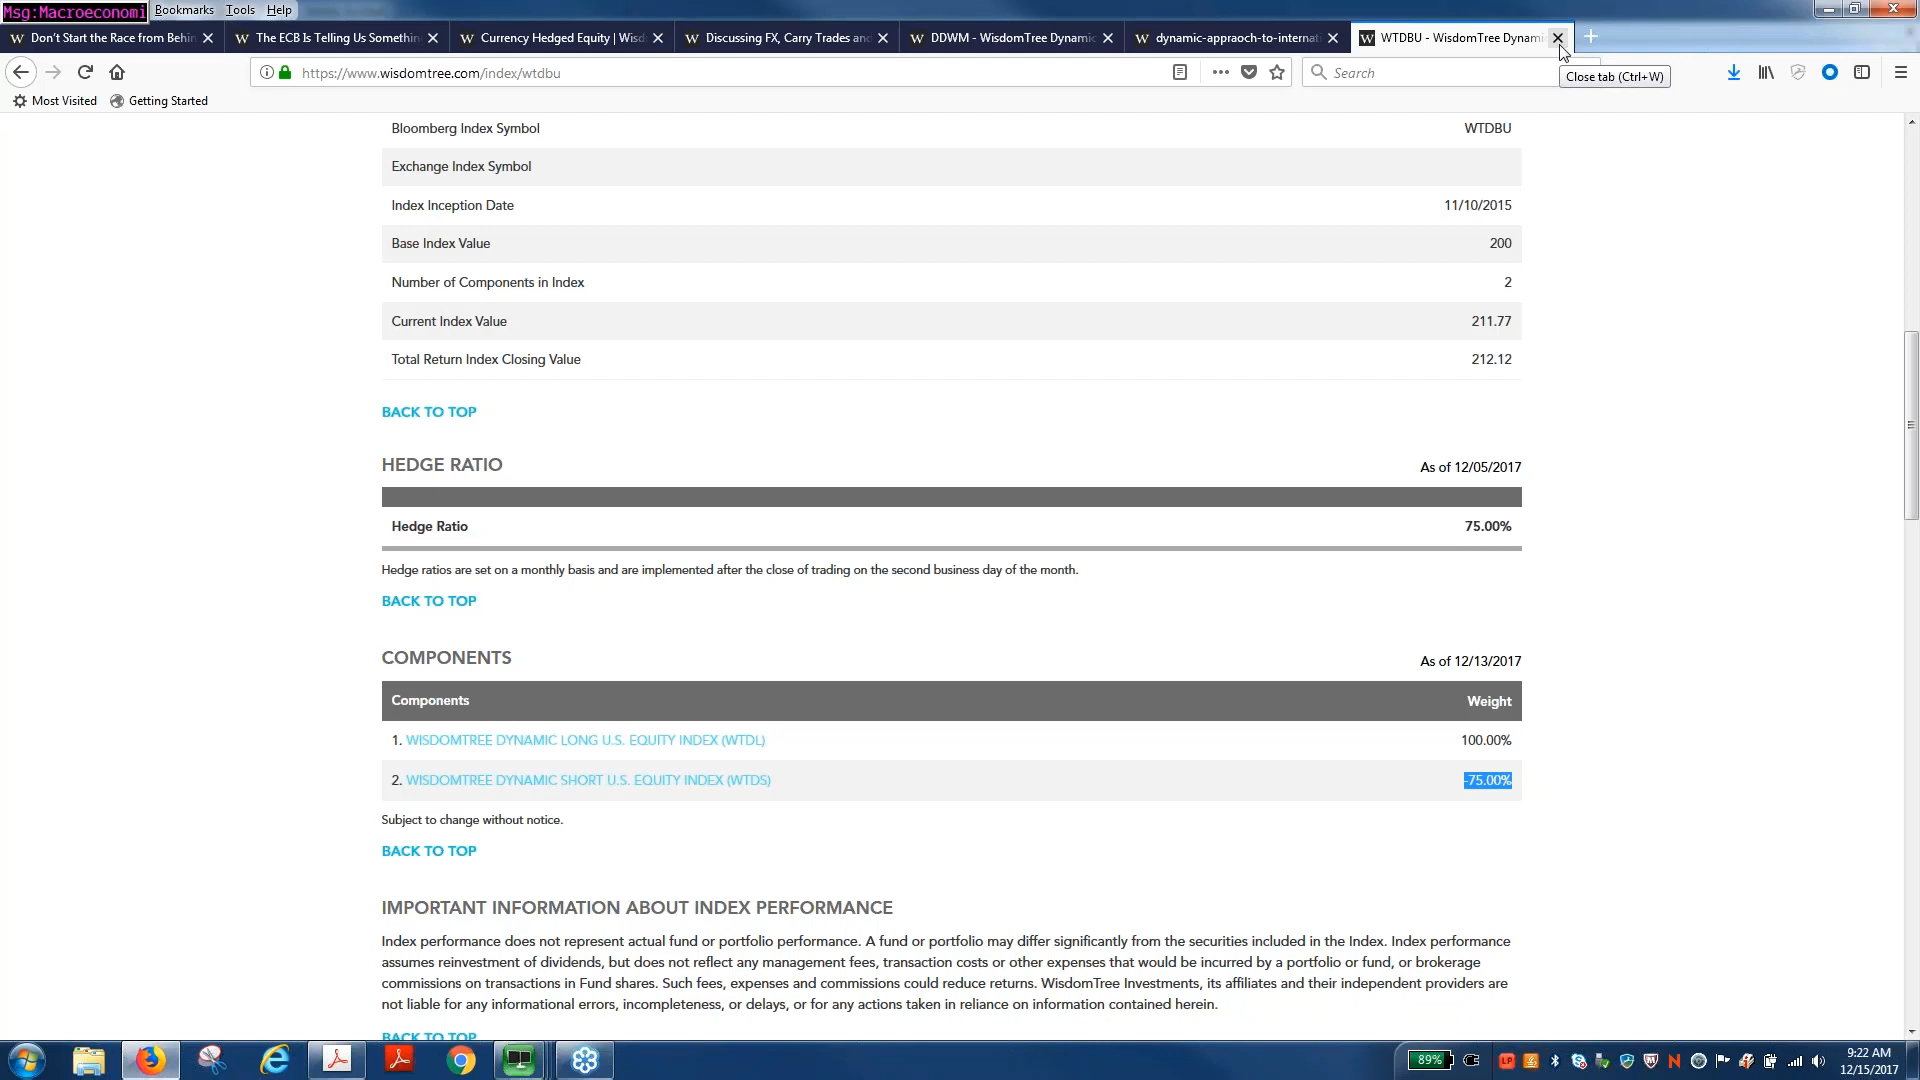 Msg:Macroeconomi
Bookmarks Tools Help
Don't Start the Race from Behin
The ECB Is Telling Us Somethin
Currency Hedged Equity | Wisd
Discussing FX, Carry Trades and
DDWM - WisdomTree Dynamic
dynamic-appraoch-to-internati
WTDBU - WisdomTree Dynami
https://www.wisdomtree.com/index/wtdbu
Search
Close tab (Ctrl+W)
Most Visited
Getting Started
Bloomberg Index Symbol WTDBU
Exchange Index Symbol
Index Inception Date 11/10/2015
Base Index Value 200
Number of Components in Index 2
Current Index Value 211.77
Total Return Index Closing Value 212.12
BACK TO TOP
HEDGE RATIO As of 12/05/2017
Hedge Ratio 75.00%
Hedge ratios are set on a monthly basis and are implemented after the close of trading on the second business day of the month.
BACK TO TOP
COMPONENTS As of 12/13/2017
Components Weight
1. WISDOMTREE DYNAMIC LONG U.S. EQUITY INDEX (WTDL) 100.00%
2. WISDOMTREE DYNAMIC SHORT U.S. EQUITY INDEX (WTDS) -75.00%
Subject to change without notice.
BACK TO TOP
IMPORTANT INFORMATION ABOUT INDEX PERFORMANCE
Index performance does not represent actual fund or portfolio performance. A fund or portfolio may differ significantly from the securities included in the Index. Index performance
assumes reinvestment of dividends, but does not reflect any management fees, transaction costs or other expenses that would be incurred by a portfolio or fund, or brokerage
commissions on transactions in Fund shares. Such fees, expenses and commissions could reduce returns. WisdomTree Investments, its affiliates and their independent providers are
not liable for any informational errors, incompleteness, or delays, or for any actions taken in reliance on information contained herein.
BACK TO TOP
89%
9:22 AM
12/15/2017